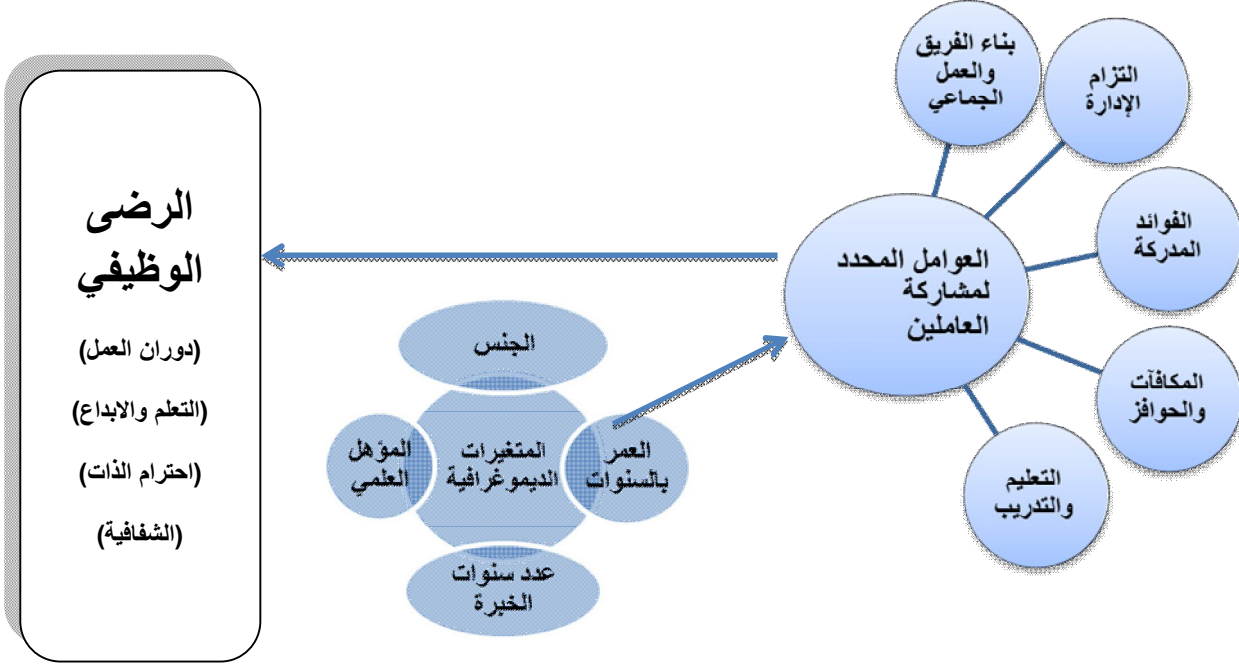 بناء الفريق
والعمل
الجماعي
التزام
الإدارة
الفوائد
المدركة
المكافآت
والحوافز
التعليم
والتدريب
العوامل المحدد
لمشاركة
العاملين
الجنس
العمر
بالسنوات
المتغيرات
الديموغرافية
المؤهل
العلمي
عدد سنوات
الخبرة
الرضى
الوظيفي
(دوران العمل)
(التعلم والابداع)
(احترام الذات)
(الشفافية)